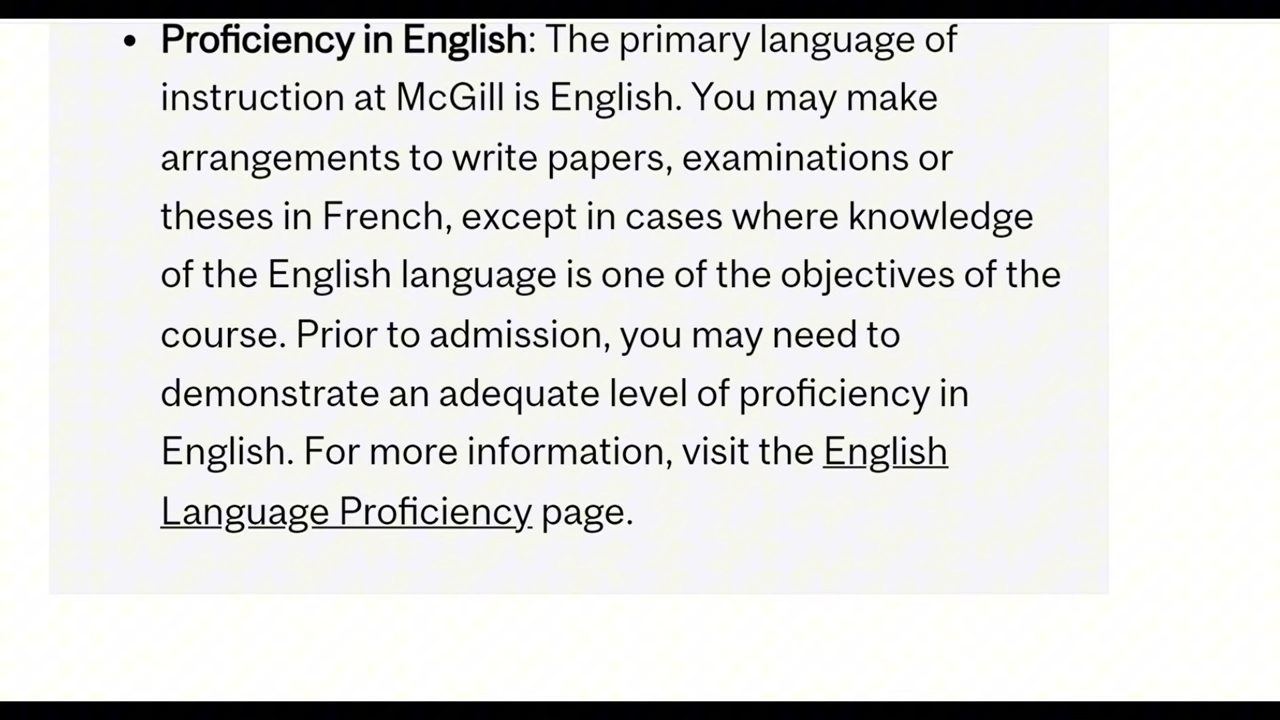 • Proficiency in English: The primary language of
instruction at McGill is English. You may make
arrangements to write papers, examinations or
theses in French, except in cases where knowledge
of the English language is one of the objectives of the
course. Prior to admission, you may need to
demonstrate an adequate level of proficiency in
English. For more information, visit the English
Language Proficiency page.